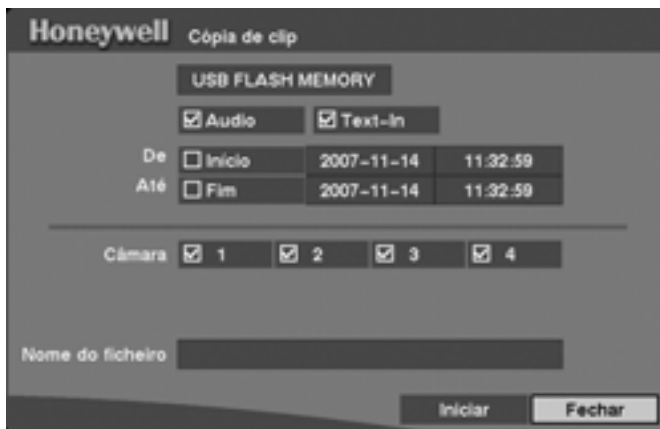 Honeywell Cópia de clip
USB FLASH MEMORY
Audio Text-In
De Início 2007-11-14 11:32:59
Até Fim 2007-11-14 11:32:59
Câmara 1 2 3 4
Nome do ficheiro
Iniciar Fechar